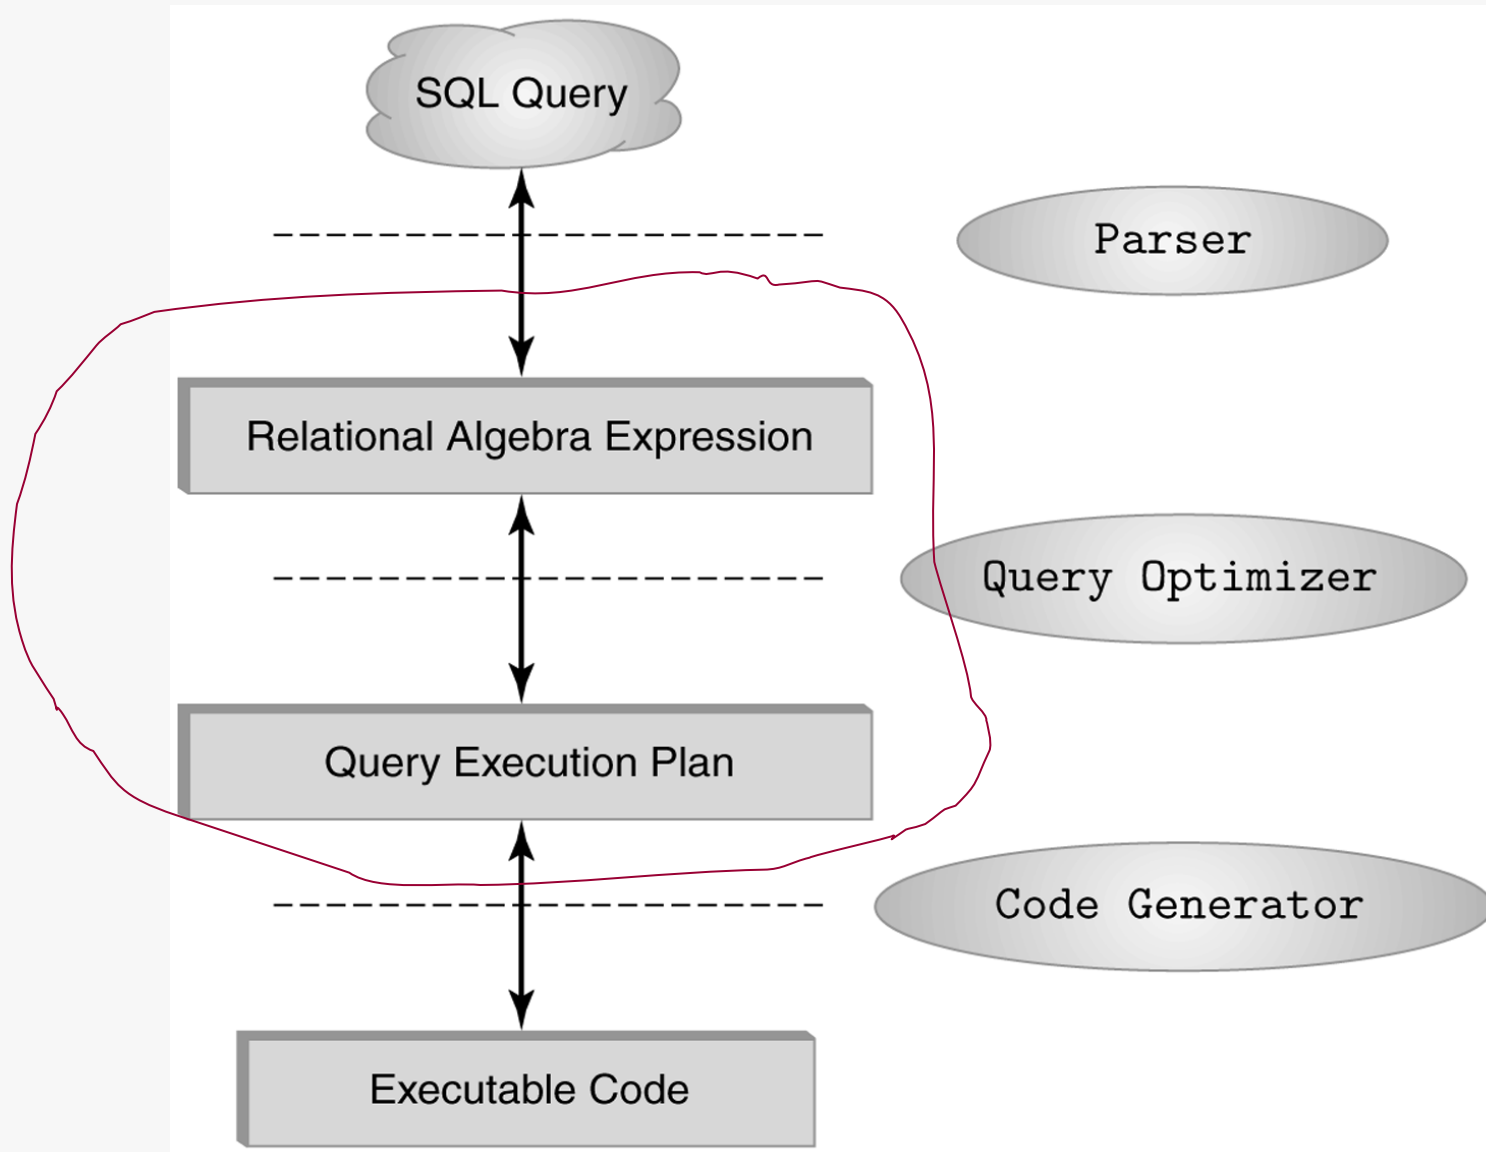 SQL Query
Parser
Relational Algebra Expression
Query Optimizer
Query Execution Plan
Code Generator
Executable Code